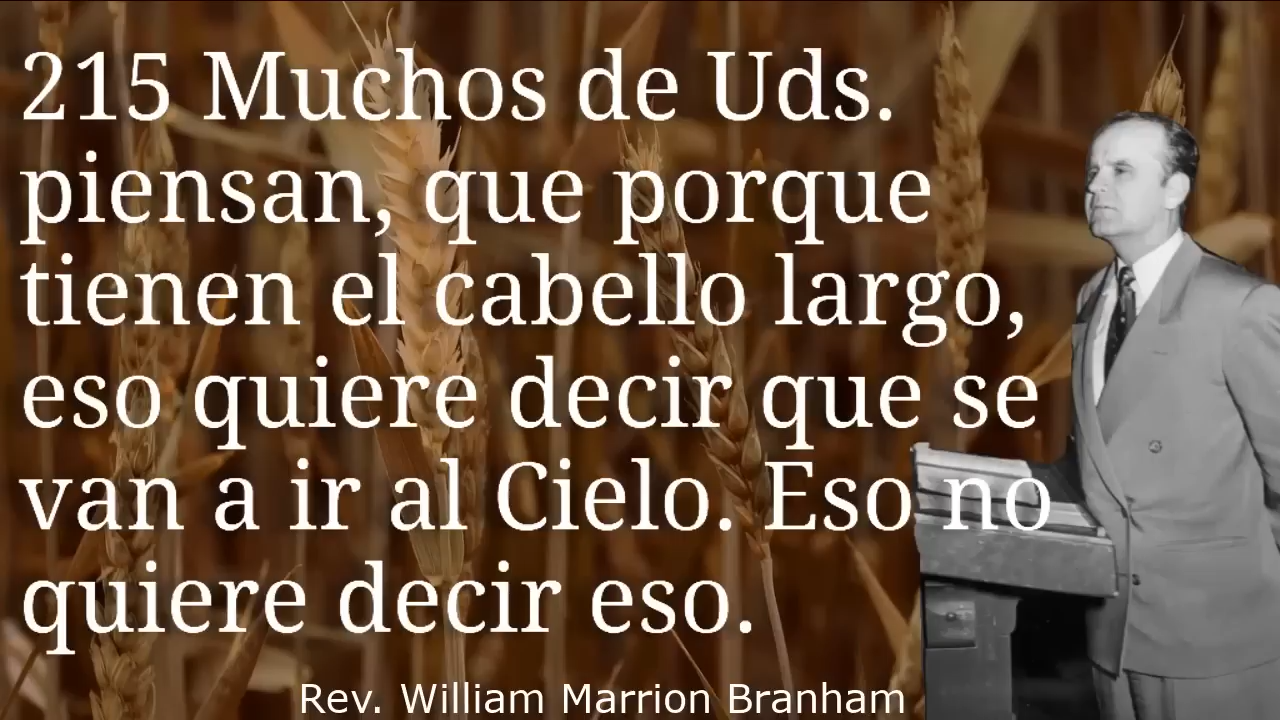 215 Muchos de Uds.
piensan, que porque
tienen el cabello largo,
eso quiere decir que se
van a ir al Cielo. Eso no
quiere decir eso.
Rev. William Marrion Branham